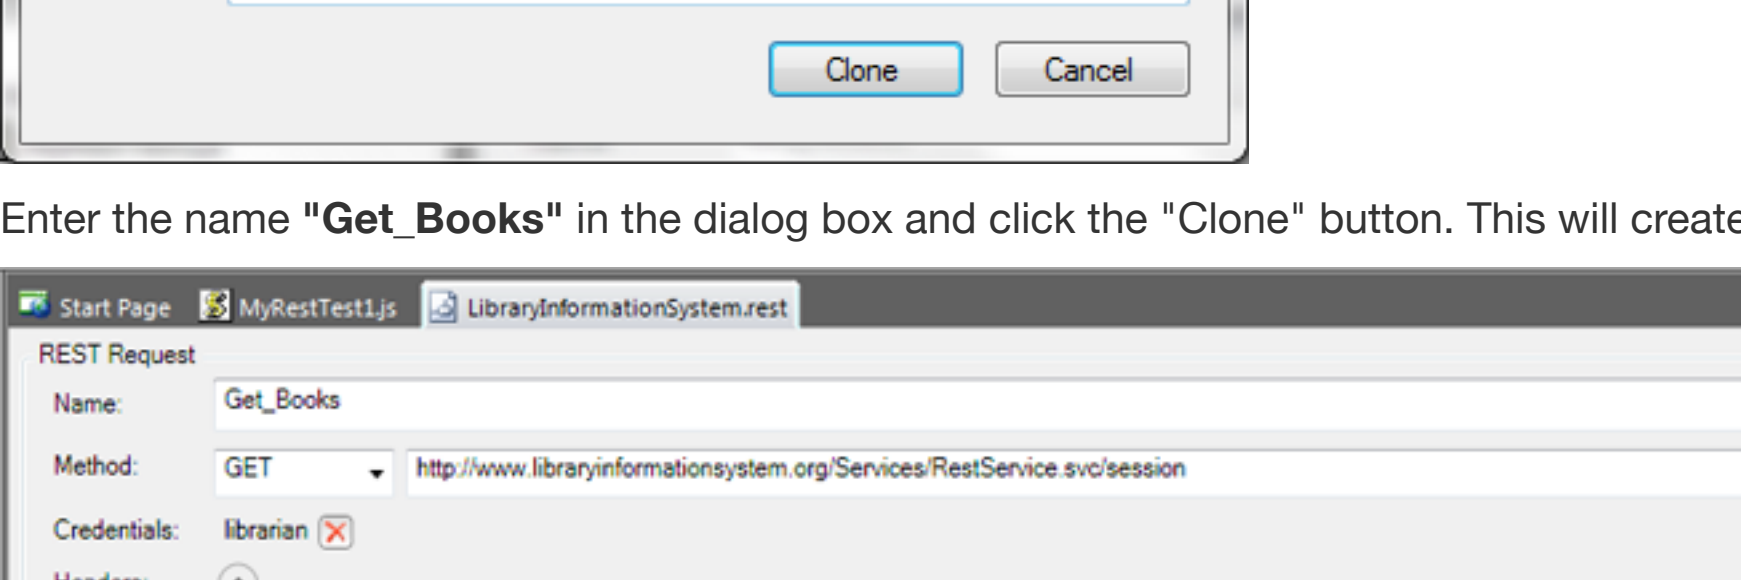 Clone Cancel
Enter the name "Get_Books" in the dialog box and click the "Clone" button. This will create
Start Page MyRestTest1.js LibraryInformationSystem.rest
REST Request
Name: Get_Books
Method: GET http://www.libraryinformationsystem.org/Services/RestService.svc/session
Credentials: librarian